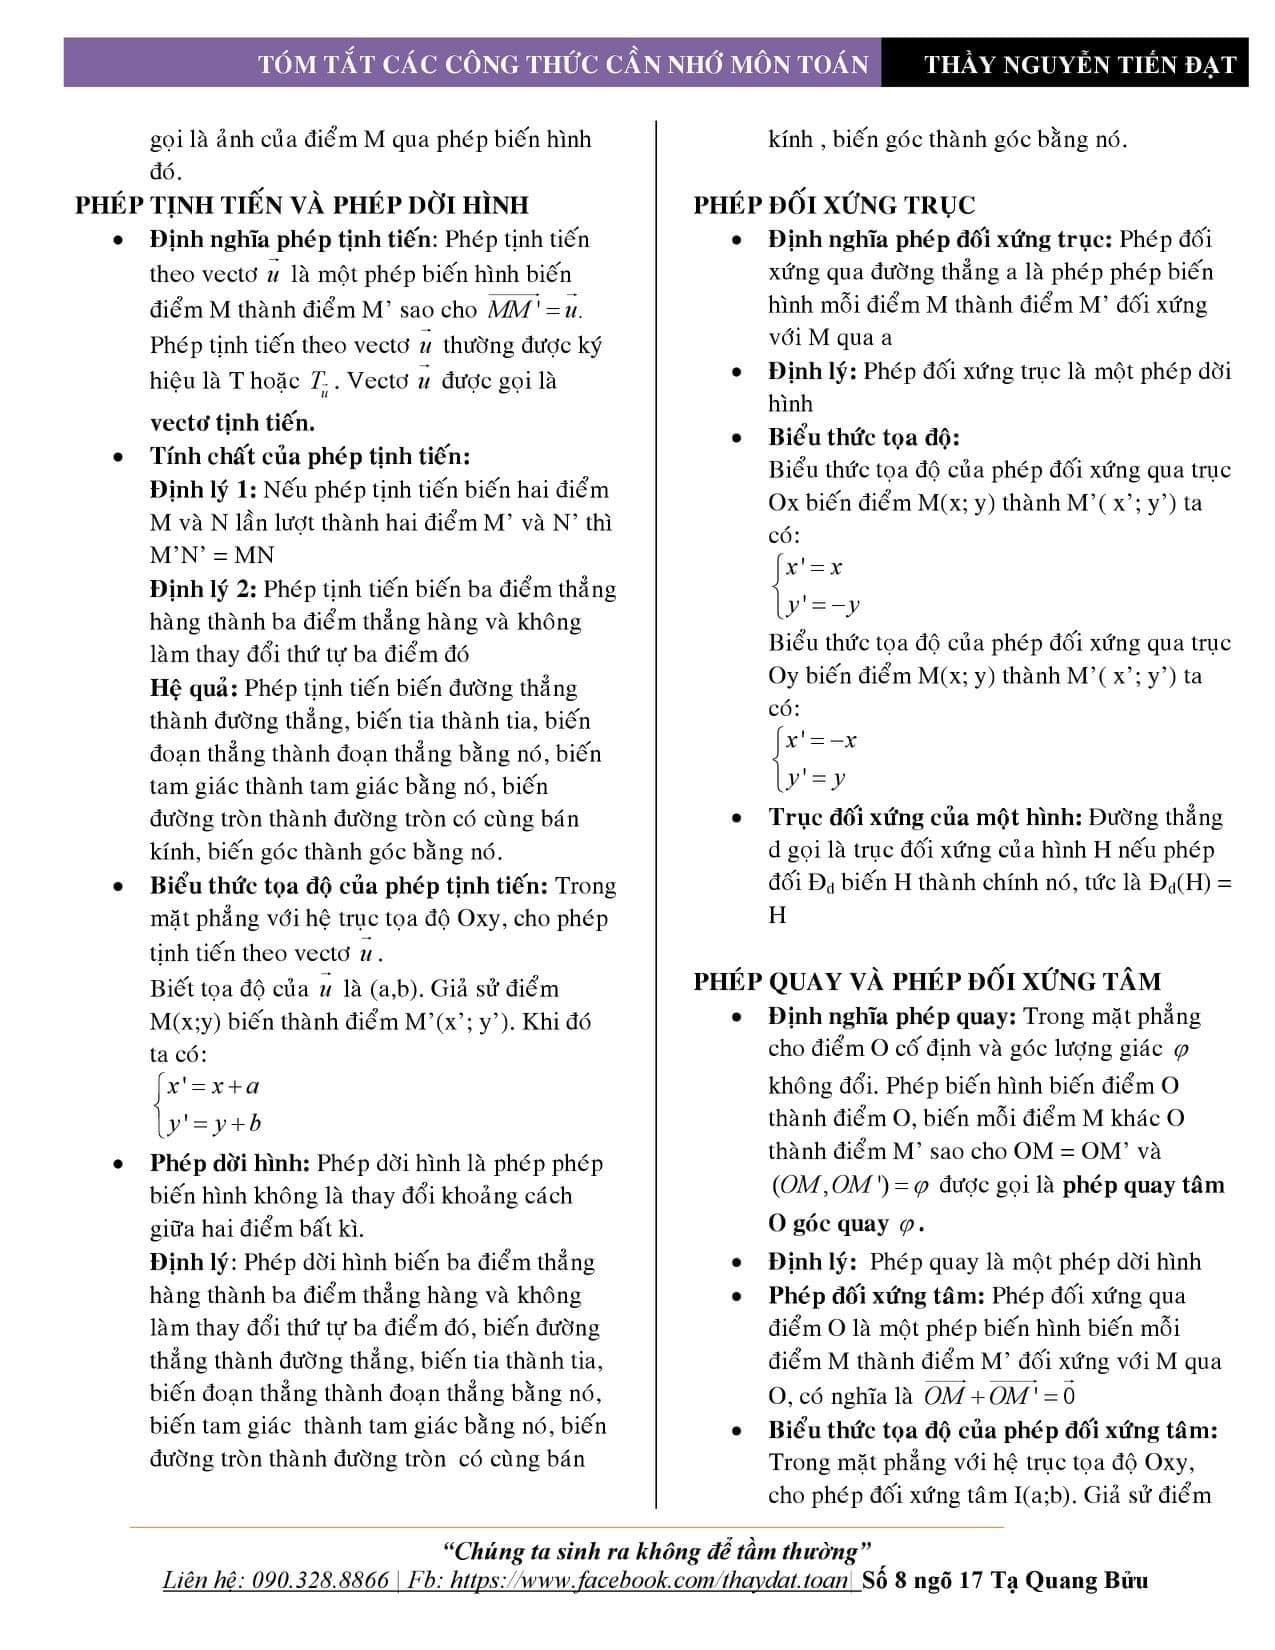 TÓM TẮT CÁC CÔNG THỨC CẦN NHỚ MÔN TOÁN THẦY NGUYỄN TIẾN ĐẠT
gọi là ảnh của điểm M qua phép biến hình
đó.
PHÉP TỊNH TIẾN VÀ PHÉP DỜI HÌNH
• Định nghĩa phép tịnh tiến: Phép tịnh tiến
theo vectơ \vec{u} là một phép biến hình biến
điểm M thành điểm M’ sao cho \overrightarrow{MM'} = \vec{u}.
Phép tịnh tiến theo vectơ \vec{u} thường được ký
hiệu là T hoặc T_{\vec{u}} . Vectơ \vec{u} được gọi là
vectơ tịnh tiến.
• Tính chất của phép tịnh tiến:
Định lý 1: Nếu phép tịnh tiến biến hai điểm
M và N lần lượt thành hai điểm M’ và N’ thì
M’N’ = MN
Định lý 2: Phép tịnh tiến biến ba điểm thẳng
hàng thành ba điểm thẳng hàng và không
làm thay đổi thứ tự ba điểm đó
Hệ quả: Phép tịnh tiến biến đường thẳng
thành đường thẳng, biến tia thành tia, biến
đoạn thẳng thành đoạn thẳng bằng nó, biến
tam giác thành tam giác bằng nó, biến
đường tròn thành đường tròn có cùng bán
kính, biến góc thành góc bằng nó.
• Biểu thức tọa độ của phép tịnh tiến: Trong
mặt phẳng với hệ trục tọa độ Oxy, cho phép
tịnh tiến theo vectơ \vec{u} .
Biết tọa độ của \vec{u} là (a,b). Giả sử điểm
M(x;y) biến thành điểm M’(x’; y’). Khi đó
ta có:
x' = x + a
y' = y + b
• Phép dời hình: Phép dời hình là phép phép
biến hình không là thay đổi khoảng cách
giữa hai điểm bất kì.
Định lý: Phép dời hình biến ba điểm thẳng
hàng thành ba điểm thẳng hàng và không
làm thay đổi thứ tự ba điểm đó, biến đường
thẳng thành đường thẳng, biến tia thành tia,
biến đoạn thẳng thành đoạn thẳng bằng nó,
biến tam giác thành tam giác bằng nó, biến
đường tròn thành đường tròn có cùng bán
kính , biến góc thành góc bằng nó.
PHÉP ĐỐI XỨNG TRỤC
• Định nghĩa phép đối xứng trục: Phép đối
xứng qua đường thẳng a là phép phép biến
hình mỗi điểm M thành điểm M’ đối xứng
với M qua a
• Định lý: Phép đối xứng trục là một phép dời
hình
• Biểu thức tọa độ:
Biểu thức tọa độ của phép đối xứng qua trục
Ox biến điểm M(x; y) thành M’( x’; y’) ta
có:
x' = x
y' = −y
Biểu thức tọa độ của phép đối xứng qua trục
Oy biến điểm M(x; y) thành M’( x’; y’) ta
có:
x' = −x
y' = y
• Trục đối xứng của một hình: Đường thẳng
d gọi là trục đối xứng của hình H nếu phép
đối Đ_d biến H thành chính nó, tức là Đ_d(H) =
H
PHÉP QUAY VÀ PHÉP ĐỐI XỨNG TÂM
• Định nghĩa phép quay: Trong mặt phẳng
cho điểm O cố định và góc lượng giác φ
không đổi. Phép biến hình biến điểm O
thành điểm O, biến mỗi điểm M khác O
thành điểm M’ sao cho OM = OM’ và
(OM,OM') = φ được gọi là phép quay tâm
O góc quay φ .
• Định lý: Phép quay là một phép dời hình
• Phép đối xứng tâm: Phép đối xứng qua
điểm O là một phép biến hình biến mỗi
điểm M thành điểm M’ đối xứng với M qua
O, có nghĩa là \overrightarrow{OM} + \overrightarrow{OM'} = \vec{0}
• Biểu thức tọa độ của phép đối xứng tâm:
Trong mặt phẳng với hệ trục tọa độ Oxy,
cho phép đối xứng tâm I(a;b). Giả sử điểm
“Chúng ta sinh ra không để tầm thường”
Liên hệ: 090.328.8866 | Fb: https://www.facebook.com/thaydat.toan| Số 8 ngõ 17 Tạ Quang Bửu